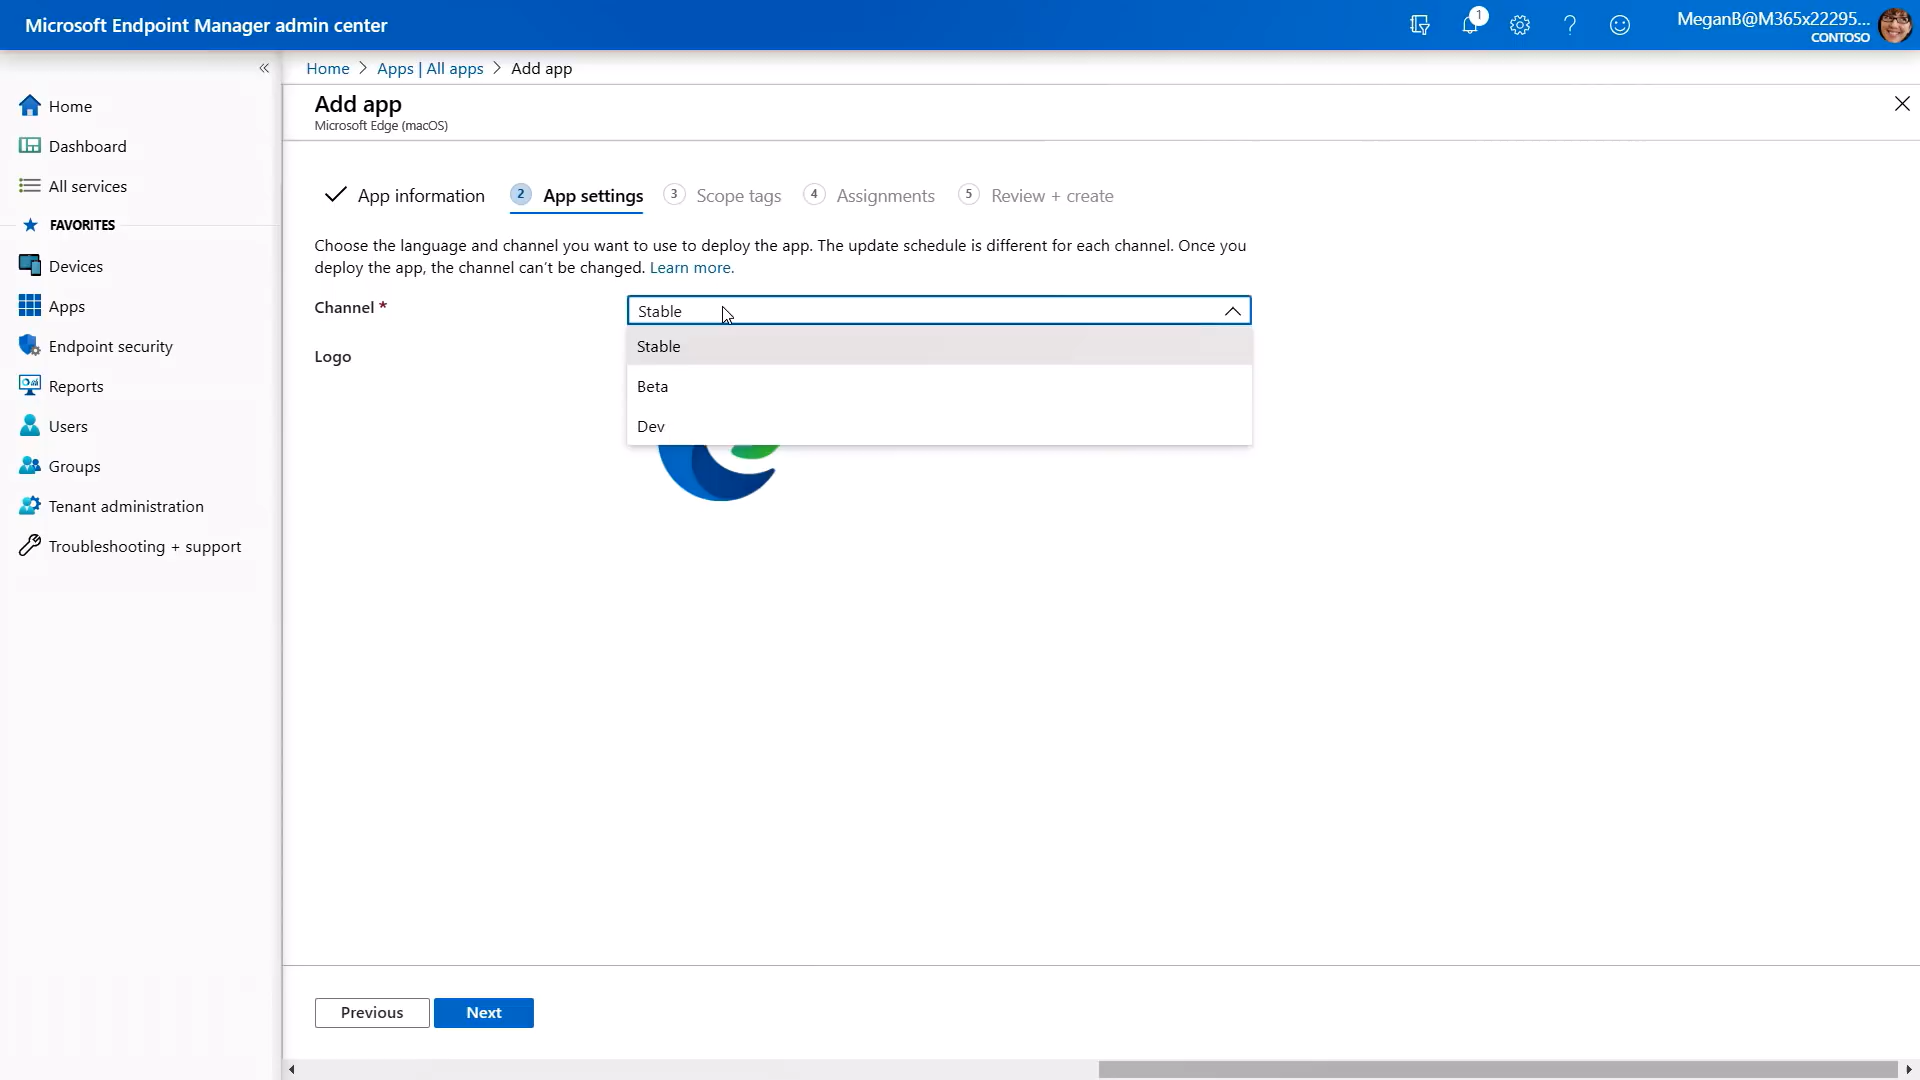 Microsoft Endpoint Manager admin center
1
MeganB@M365x22295...
CONTOSO
Home > Apps | All apps > Add app
Home
Dashboard
All services
FAVORITES
Devices
Apps
Endpoint security
Reports
Users
Groups
Tenant administration
Troubleshooting + support
Add app
Microsoft Edge (macOS)
App information 2 App settings 3 Scope tags 4 Assignments 5 Review + create
Choose the language and channel you want to use to deploy the app. The update schedule is different for each channel. Once you
deploy the app, the channel can't be changed. Learn more.
Channel * Stable
Stable
Logo
Beta
Dev
Previous Next